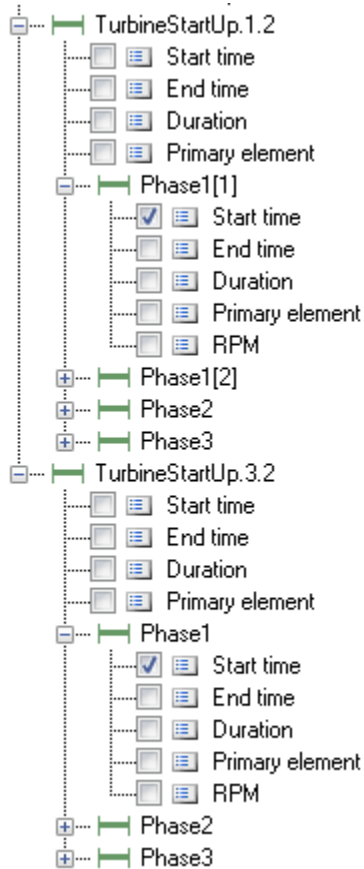 TurbineStartUp.1.2
Start time
End time
Duration
Primary element
Phase1[1]
Start time
End time
Duration
Primary element
RPM
Phase1[2]
Phase2
Phase3
TurbineStartUp.3.2
Start time
End time
Duration
Primary element
Phase1
Start time
End time
Duration
Primary element
RPM
Phase2
Phase3